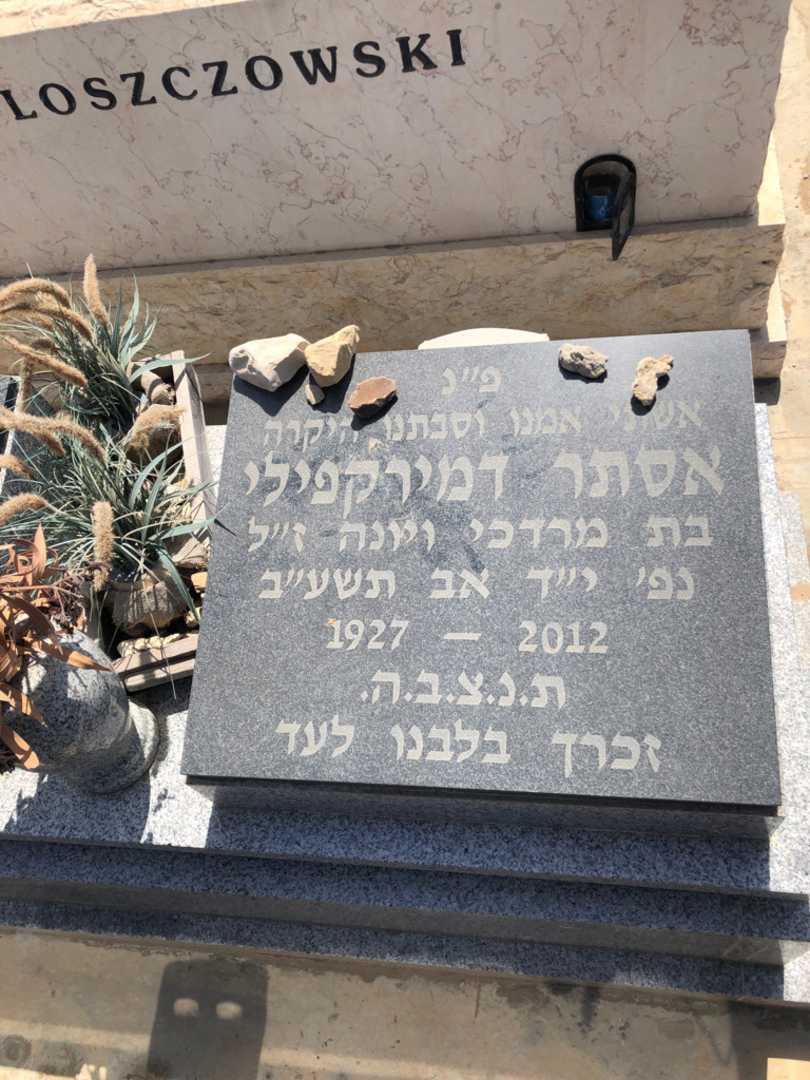 LOSZCZOWSKI
פ״נ
אשתי אמנו וסבתנו היקרה
אסתר דמירקפילי
בת מרדכי ויונה ז״ל
נפ׳ י״ד אב תשע״ב
1927 — 2012
ת.נ.צ.ב.ה.
זכרך בלבנו לעד